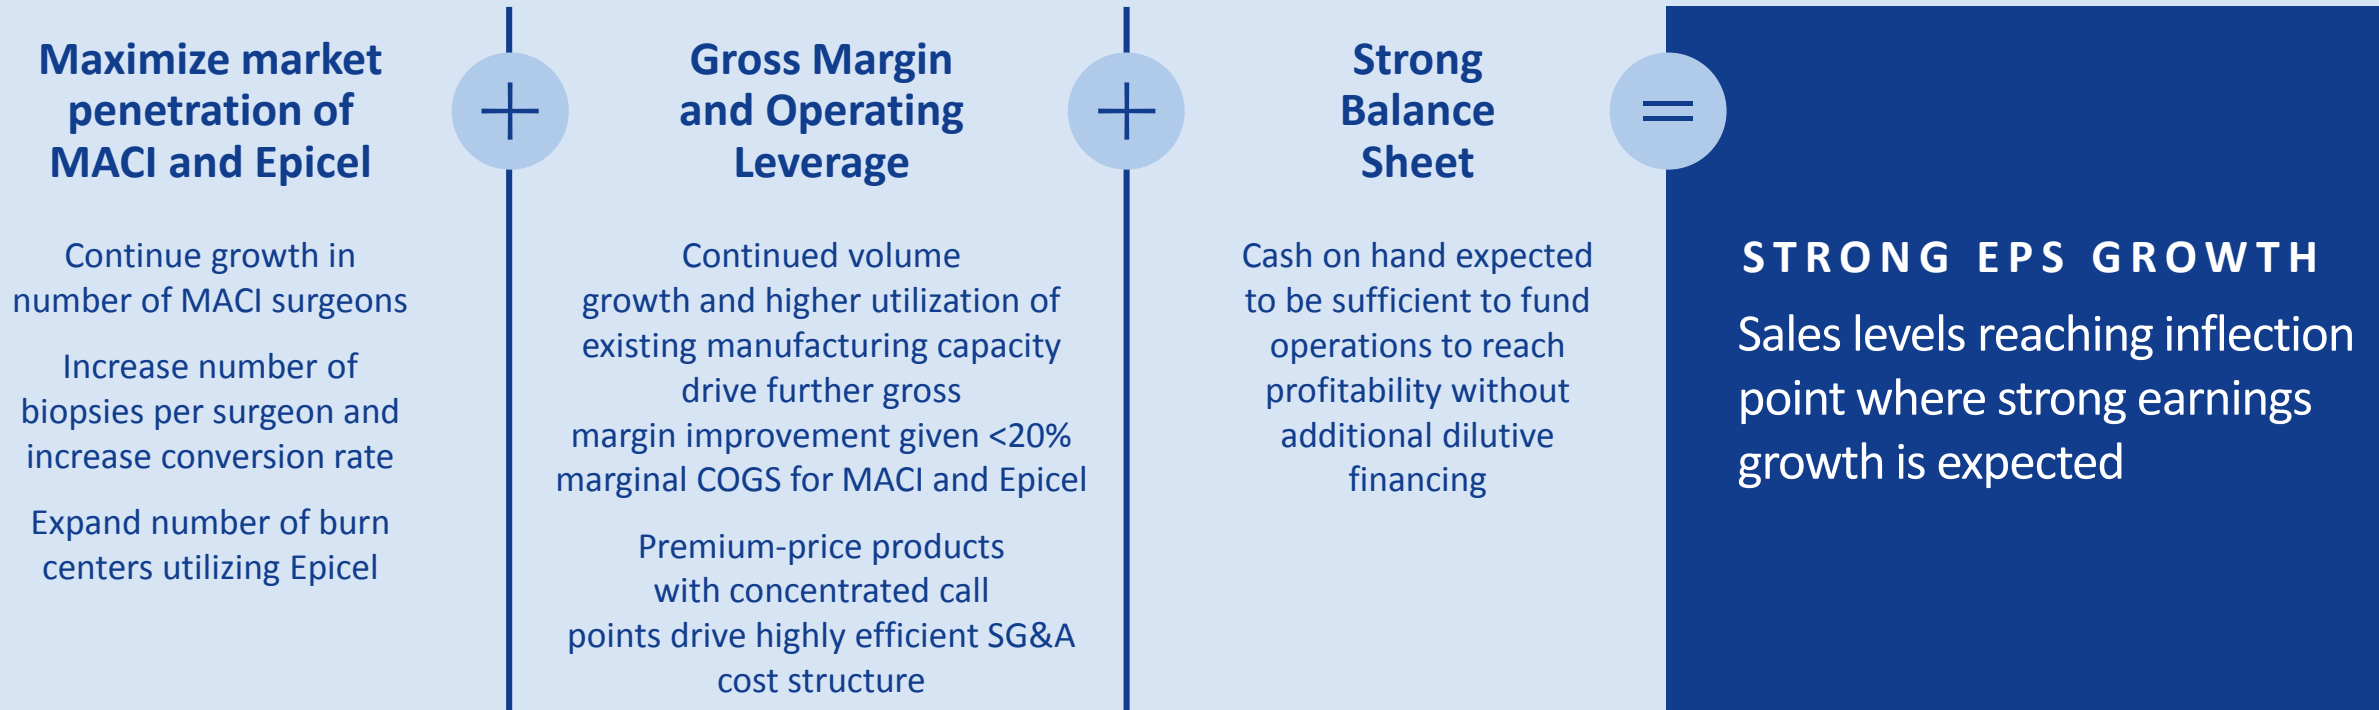 Maximize market
penetration of
MACI and Epicel
Continue growth in
number of MACI surgeons
Increase number of
biopsies per surgeon and
increase conversion rate
Expand number of burn
centers utilizing Epicel
+
Gross Margin
and Operating
Leverage
Continued volume
growth and higher utilization of
existing manufacturing capacity
drive further gross
margin improvement given <20%
marginal COGS for MACI and Epicel
Premium-price products
with concentrated call
points drive highly efficient SG&A
cost structure
+
Strong
Balance
Sheet
Cash on hand expected
to be sufficient to fund
operations to reach
profitability without
additional dilutive
financing
=
STRONG EPS GROWTH
Sales levels reaching inflection
point where strong earnings
growth is expected